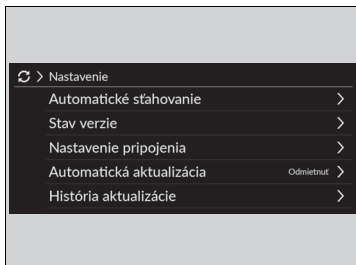 Nastavenie
Automatické sťahovanie
Stav verzie
Nastavenie pripojenia
Automatická aktualizácia Odmietnuť
História aktualizácie